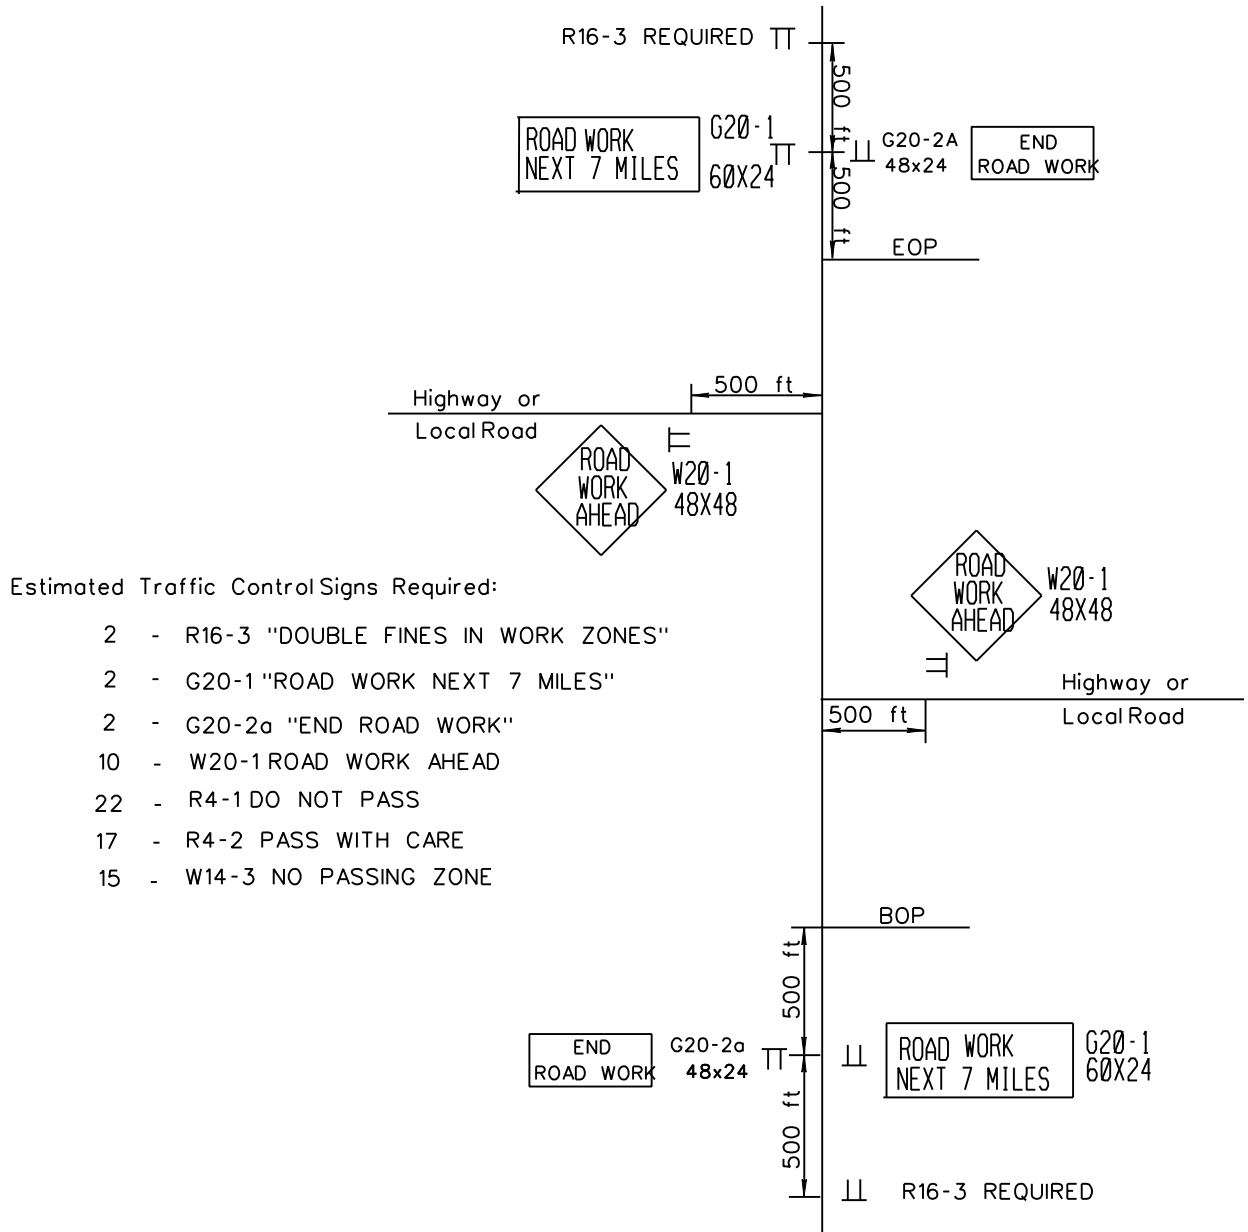 R16-3 REQUIRED
500 ft
ROAD WORK
NEXT 7 MILES
G20-1
60X24
G20-2A
48x24
END
ROAD WORK
500 ft
EOP
500 ft
Highway or
Local Road
ROAD
WORK
AHEAD
W20-1
48X48
ROAD
WORK
AHEAD
W20-1
48X48
Highway or
Local Road
500 ft
Estimated Traffic Control Signs Required:
2 - R16-3 "DOUBLE FINES IN WORK ZONES"
2 - G20-1 "ROAD WORK NEXT 7 MILES"
2 - G20-2a "END ROAD WORK"
10 - W20-1 ROAD WORK AHEAD
22 - R4-1 DO NOT PASS
17 - R4-2 PASS WITH CARE
15 - W14-3 NO PASSING ZONE
BOP
500 ft
END
ROAD WORK
G20-2a
48x24
ROAD WORK
NEXT 7 MILES
G20-1
60X24
500 ft
R16-3 REQUIRED